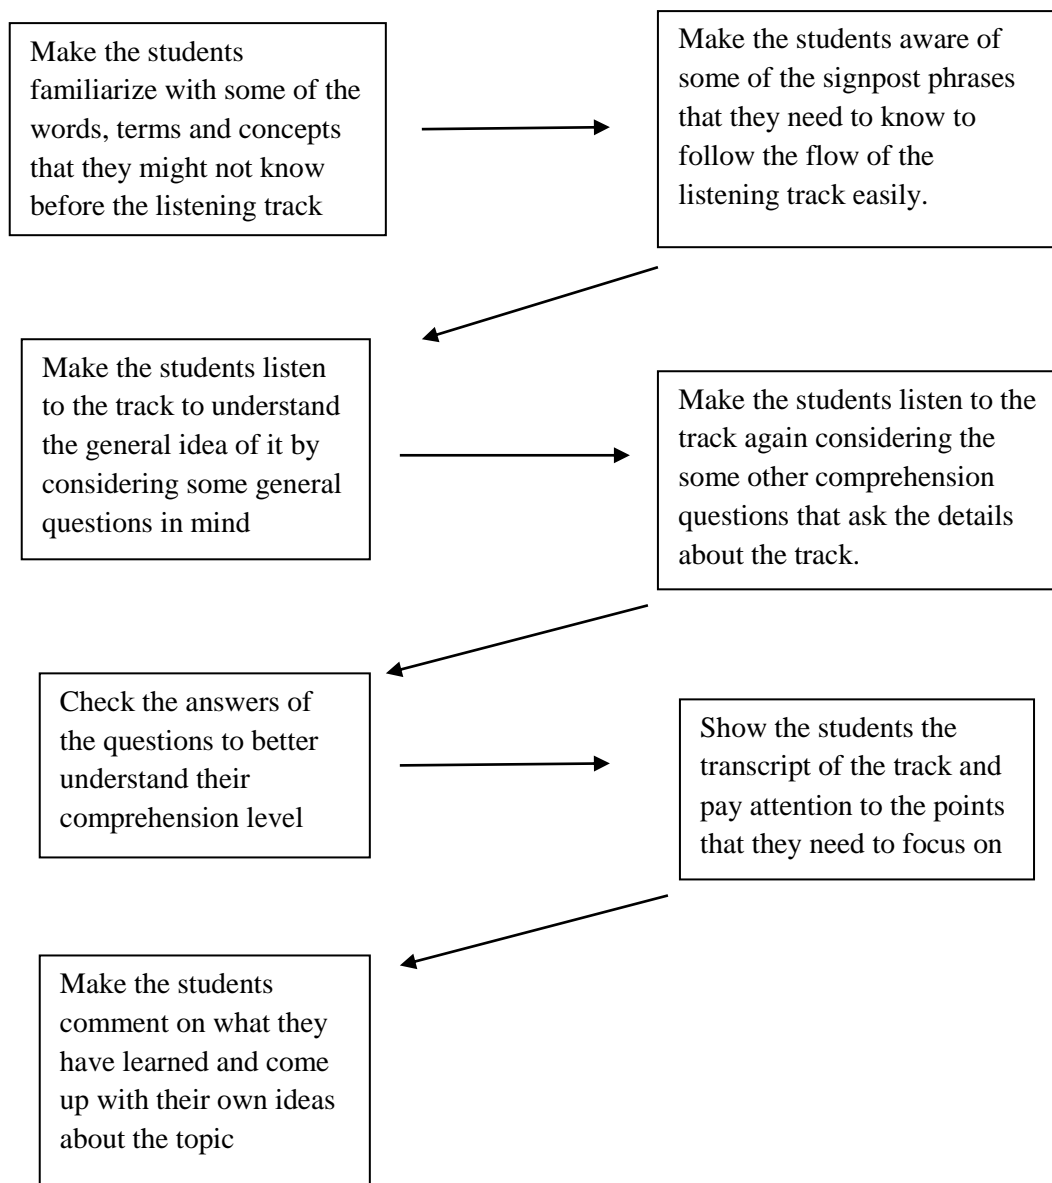 Make the students
familiarize with some of the
words, terms and concepts
that they might not know
before the listening track
Make the students aware of
some of the signpost phrases
that they need to know to
follow the flow of the
listening track easily.
Make the students listen
to the track to understand
the general idea of it by
considering some general
questions in mind
Make the students listen to the
track again considering the
some other comprehension
questions that ask the details
about the track.
Check the answers of
the questions to better
understand their
comprehension level
Show the students the
transcript of the track and
pay attention to the points
that they need to focus on
Make the students
comment on what they
have learned and come
up with their own ideas
about the topic